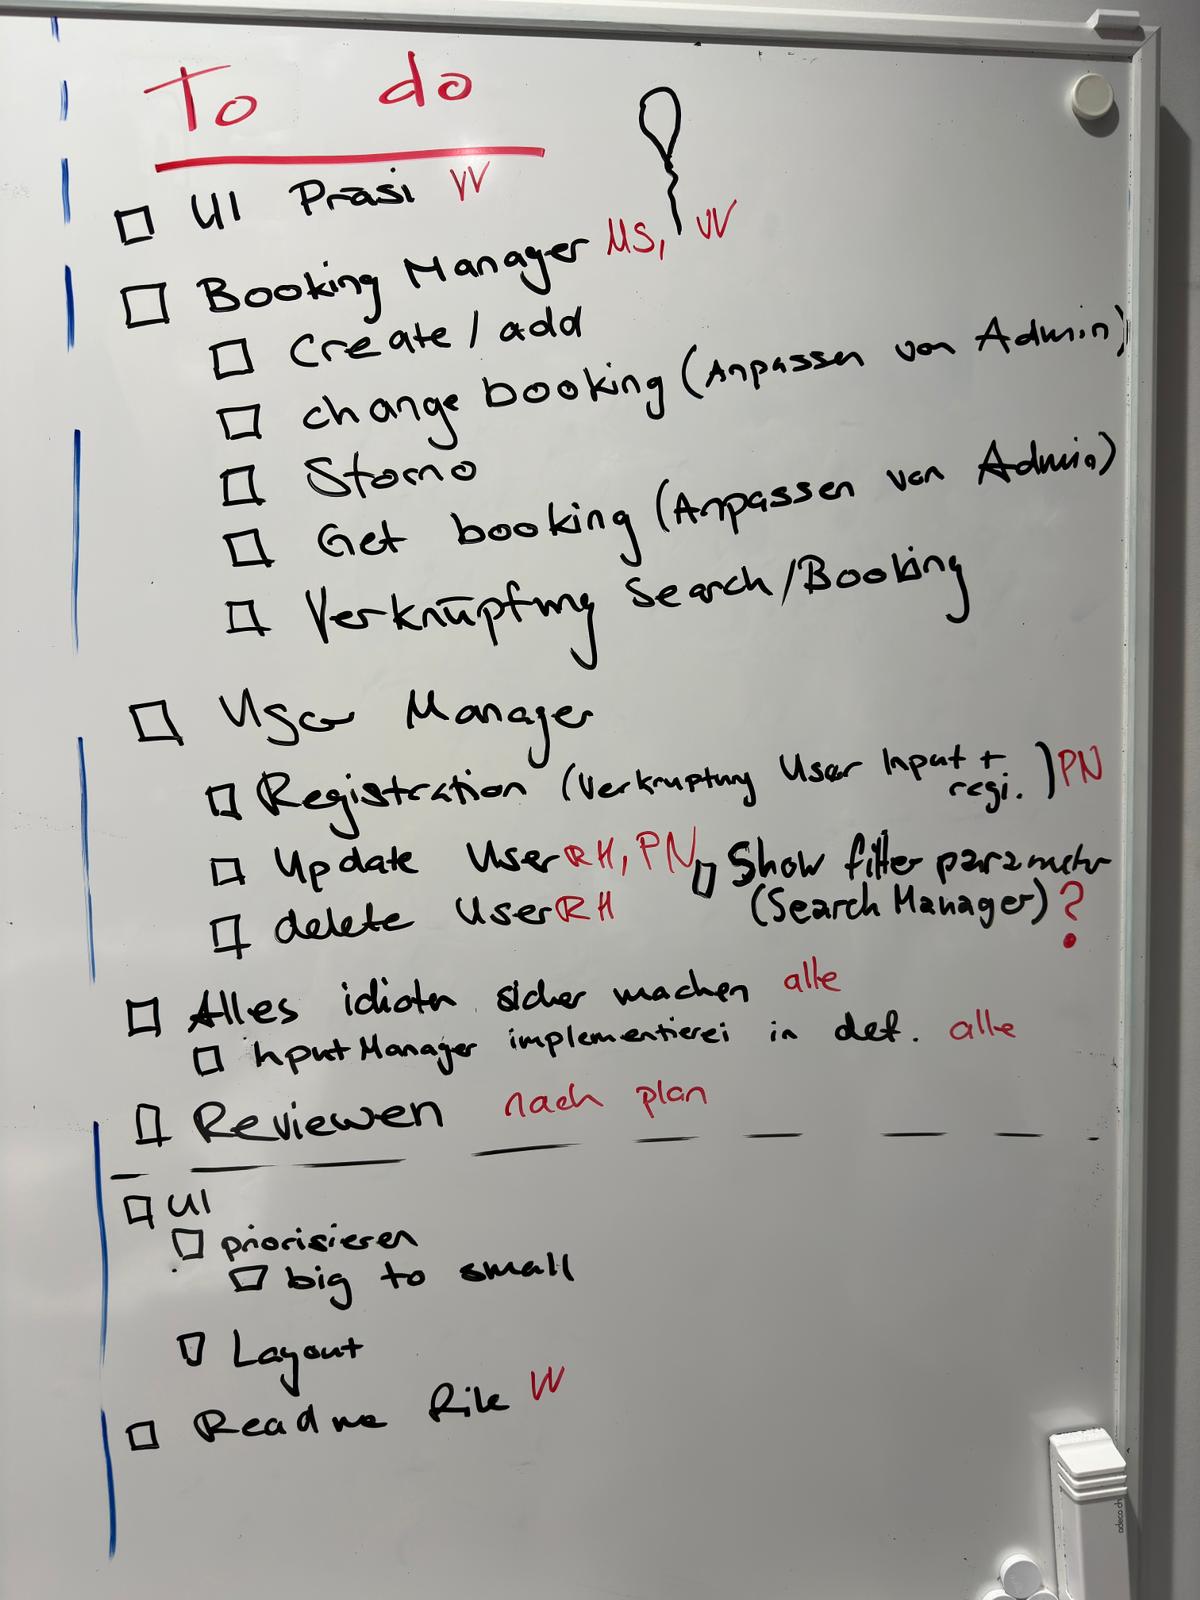 To do
UI Präsi VV
Booking Manager MS, VV
Create / add
change booking (Anpassen von Admin)
Storno
Get booking (Anpassen von Admin)
Verknüpfung Search/Booking
User Manager
Registration (Verknüpfung User Input + regi.) PN
Update User RH, PN
Show filter parameter
delete User RH
(Search Manager) ?
Alles idioten sicher machen alle
Input Manager implementierei in def. alle
Reviewen nach plan
UI
priorisieren
big to small
Layout
Readme File VV
adeco.ch